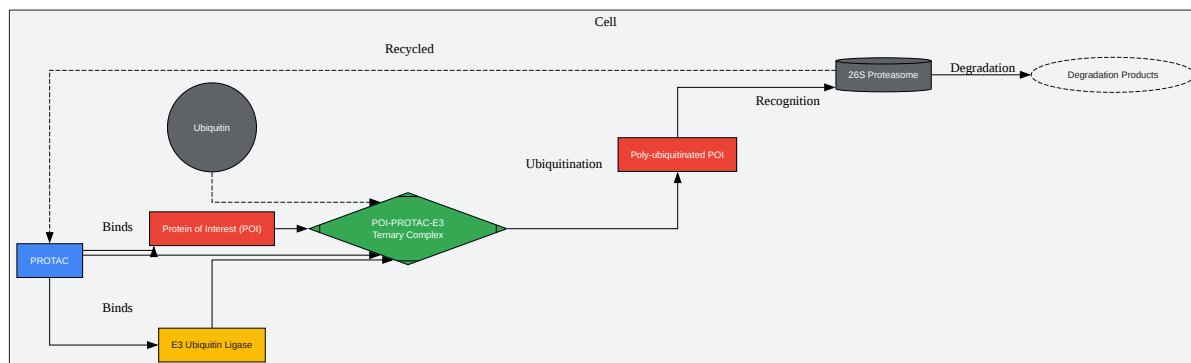 Cell
Recycled
26S Proteasome
Degradation
Degradation Products
Recognition
Ubiquitin
Poly-ubiquitinated POI
Ubiquitination
Binds
Protein of Interest (POI)
POI-PROTAC-E3
Ternary Complex
PROTAC
Binds
E3 Ubiquitin Ligase